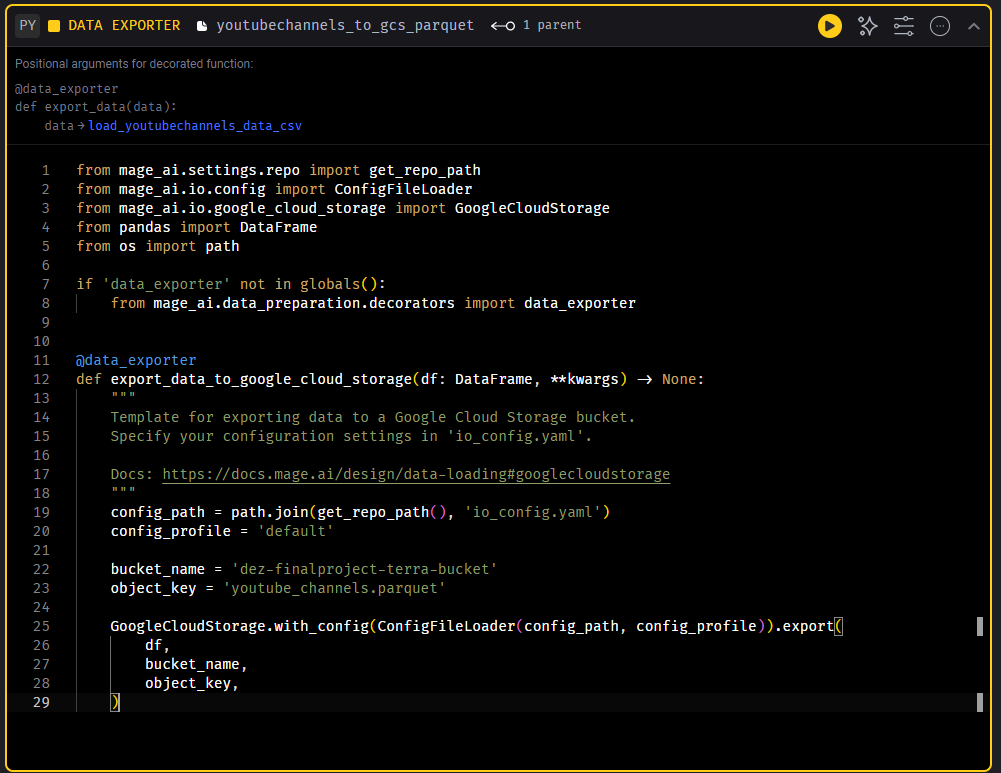 PY DATA EXPORTER youtubechannels_to_gcs_parquet 1 parent
Positional arguments for decorated function:
@data_exporter
def export_data(data):
    data → load_youtubechannels_data_csv
1 from mage_ai.settings.repo import get_repo_path
2 from mage_ai.io.config import ConfigFileLoader
3 from mage_ai.io.google_cloud_storage import GoogleCloudStorage
4 from pandas import DataFrame
5 from os import path
6
7 if 'data_exporter' not in globals():
8     from mage_ai.data_preparation.decorators import data_exporter
9
10
11 @data_exporter
12 def export_data_to_google_cloud_storage(df: DataFrame, **kwargs) -> None:
13     """
14     Template for exporting data to a Google Cloud Storage bucket.
15     Specify your configuration settings in 'io_config.yaml'.
16
17     Docs: https://docs.mage.ai/design/data-loading#googlecloudstorage
18     """
19     config_path = path.join(get_repo_path(), 'io_config.yaml')
20     config_profile = 'default'
21
22     bucket_name = 'dez-finalproject-terra-bucket'
23     object_key = 'youtube_channels.parquet'
24
25     GoogleCloudStorage.with_config(ConfigFileLoader(config_path, config_profile)).export(
26         df,
27         bucket_name,
28         object_key,
29     )